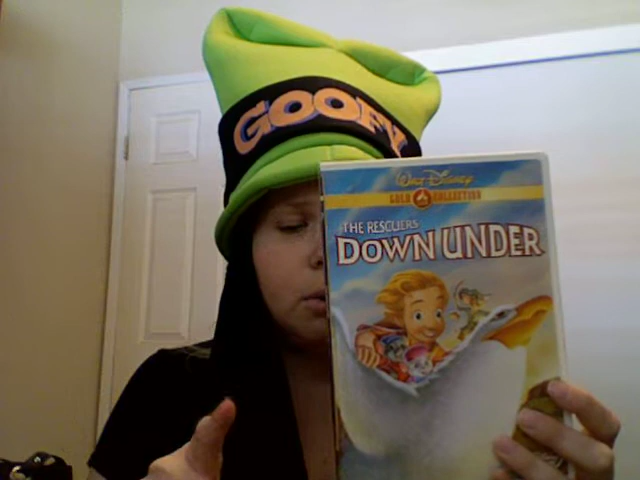 GOOFY
Walt Disney
GOLD COLLECTION
THE RESCUERS
DOWN UNDER